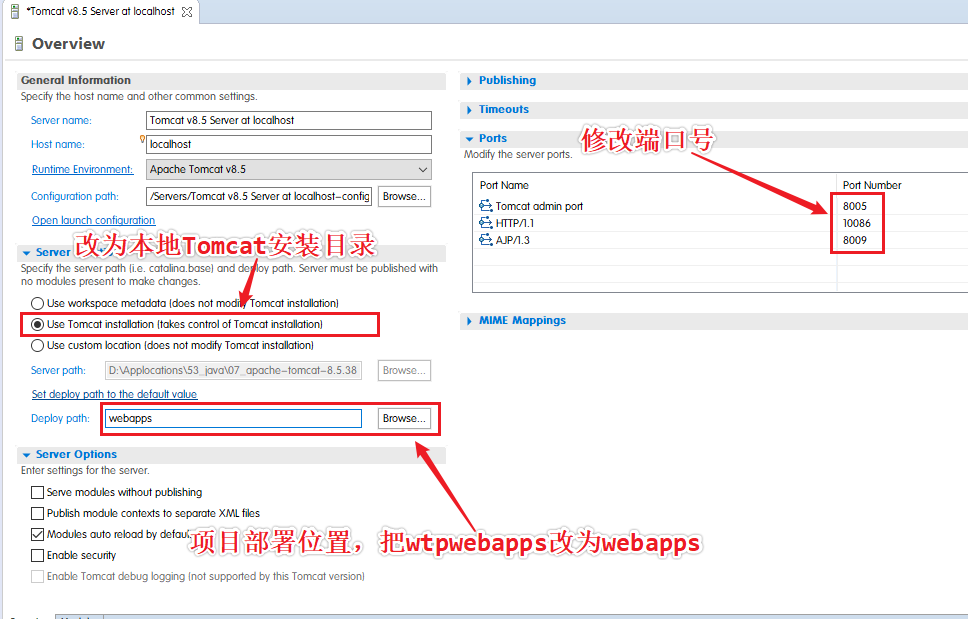 *Tomcat v8.5 Server at localhost
Overview
General Information
Specify the host name and other common settings.
Server name: Tomcat v8.5 Server at localhost
Host name: localhost
Runtime Environment: Apache Tomcat v8.5
Configuration path: /Servers/Tomcat v8.5 Server at localhost-config Browse...
Open launch configuration
改为本地Tomcat安装目录
Server
Specify the server path (i.e. catalina.base) and deploy path. Server must be published with
no modules present to make changes.
Use workspace metadata (does not modify Tomcat installation)
Use Tomcat installation (takes control of Tomcat installation)
Use custom location (does not modify Tomcat installation)
Server path: D:\Applocations\53_java\07_apache-tomcat-8.5.38 Browse...
Set deploy path to the default value
Deploy path: webapps Browse...
Server Options
Enter settings for the server.
Serve modules without publishing
Publish module contexts to separate XML files
Modules auto reload by defau
项目部署位置，把wtpwebapps改为webapps
Enable security
Enable Tomcat debug logging (not supported by this Tomcat version)
Publishing
Timeouts
Ports
修改端口号
Modify the server ports.
Port Name Port Number
Tomcat admin port 8005
HTTP/1.1 10086
AJP/1.3 8009
MIME Mappings